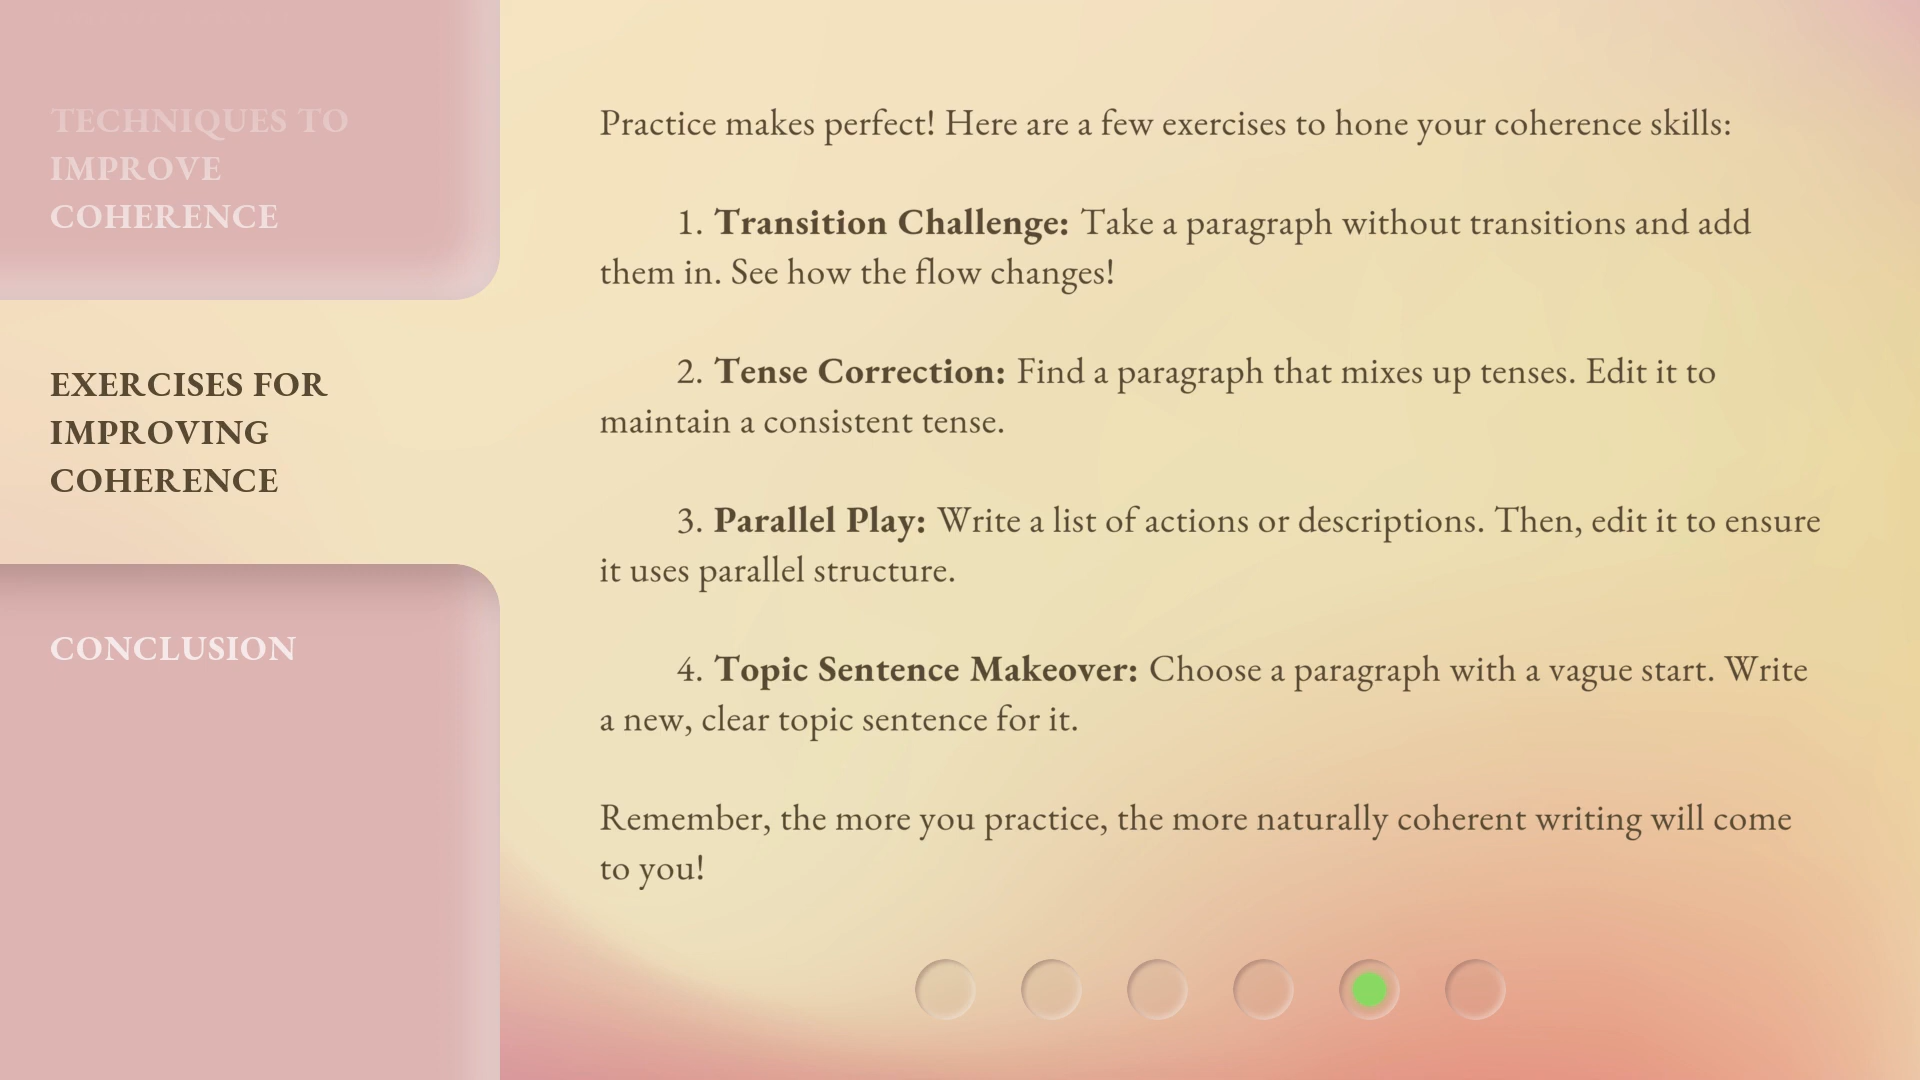 TECHNIQUES TO
IMPROVE
COHERENCE
EXERCISES FOR
IMPROVING
COHERENCE
CONCLUSION
Practice makes perfect! Here are a few exercises to hone your coherence skills:
1. Transition Challenge: Take a paragraph without transitions and add
them in. See how the flow changes!
2. Tense Correction: Find a paragraph that mixes up tenses. Edit it to
maintain a consistent tense.
3. Parallel Play: Write a list of actions or descriptions. Then, edit it to ensure
it uses parallel structure.
4. Topic Sentence Makeover: Choose a paragraph with a vague start. Write
a new, clear topic sentence for it.
Remember, the more you practice, the more naturally coherent writing will come
to you!